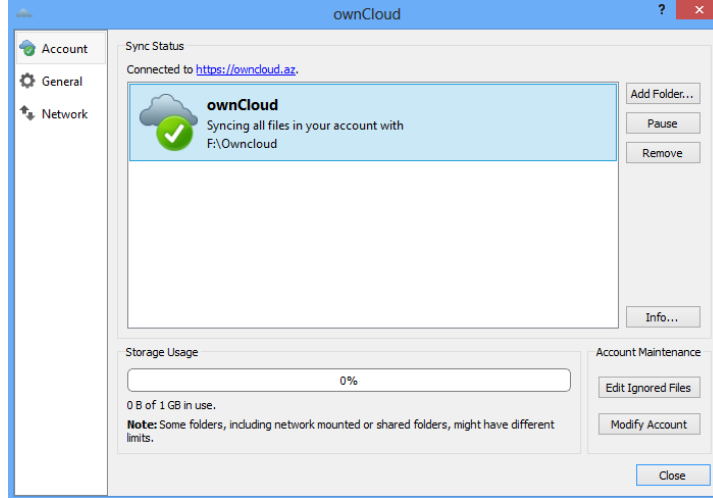 ownCloud
?
×
Account
General
Network
Sync Status
Connected to https://owncloud.az.
ownCloud
Syncing all files in your account with
F:\Owncloud
Add Folder...
Pause
Remove
Info...
Storage Usage
0%
0 B of 1 GB in use.
Note: Some folders, including network mounted or shared folders, might have different
limits.
Account Maintenance
Edit Ignored Files
Modify Account
Close